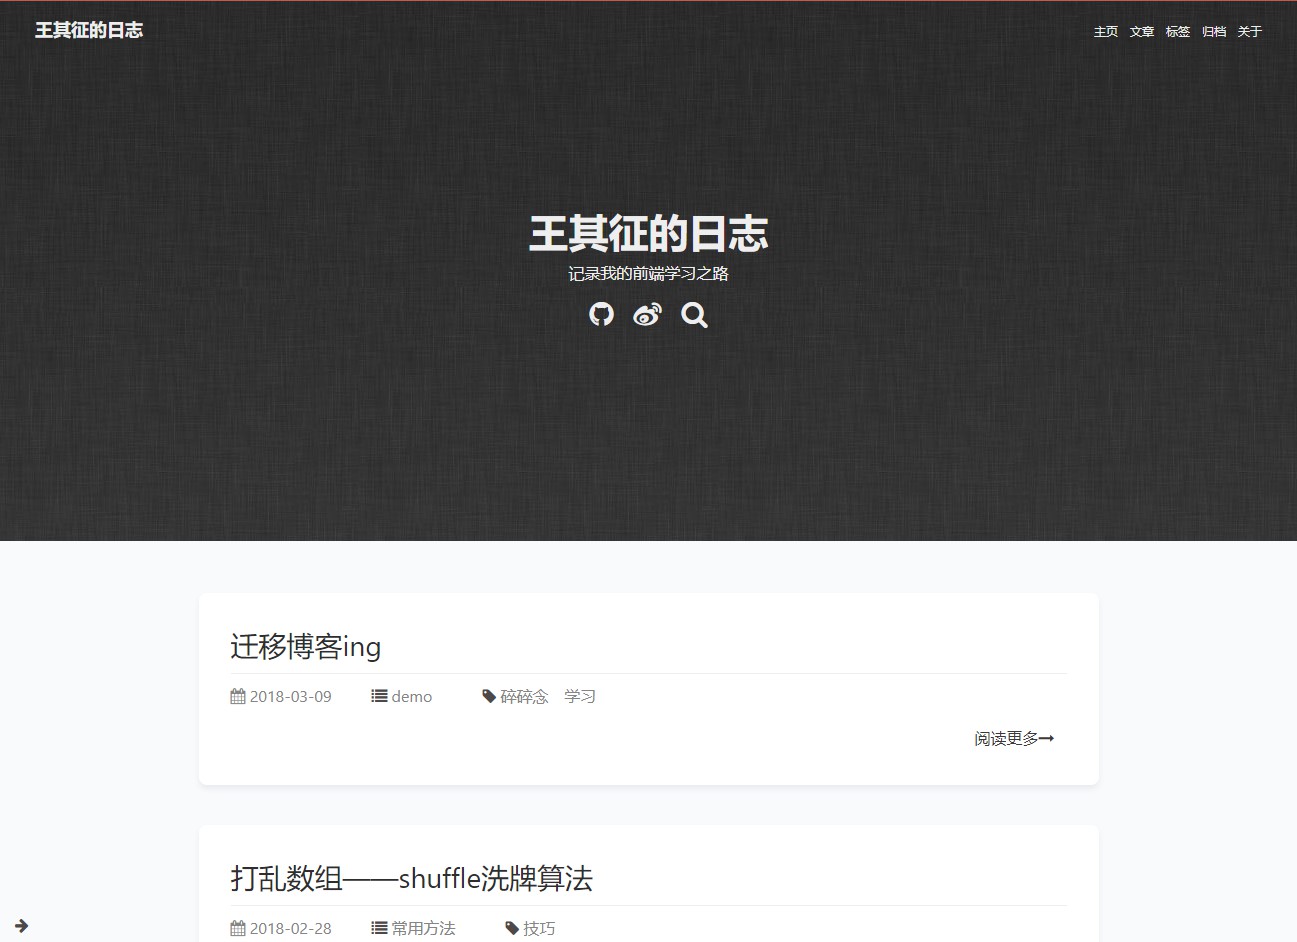 王其征的日志
主页 文章 标签 归档 关于
王其征的日志
记录我的前端学习之路
迁移博客ing
2018-03-09 demo 碎碎念 学习
阅读更多
打乱数组——shuffle洗牌算法
2018-02-28 常用方法 技巧